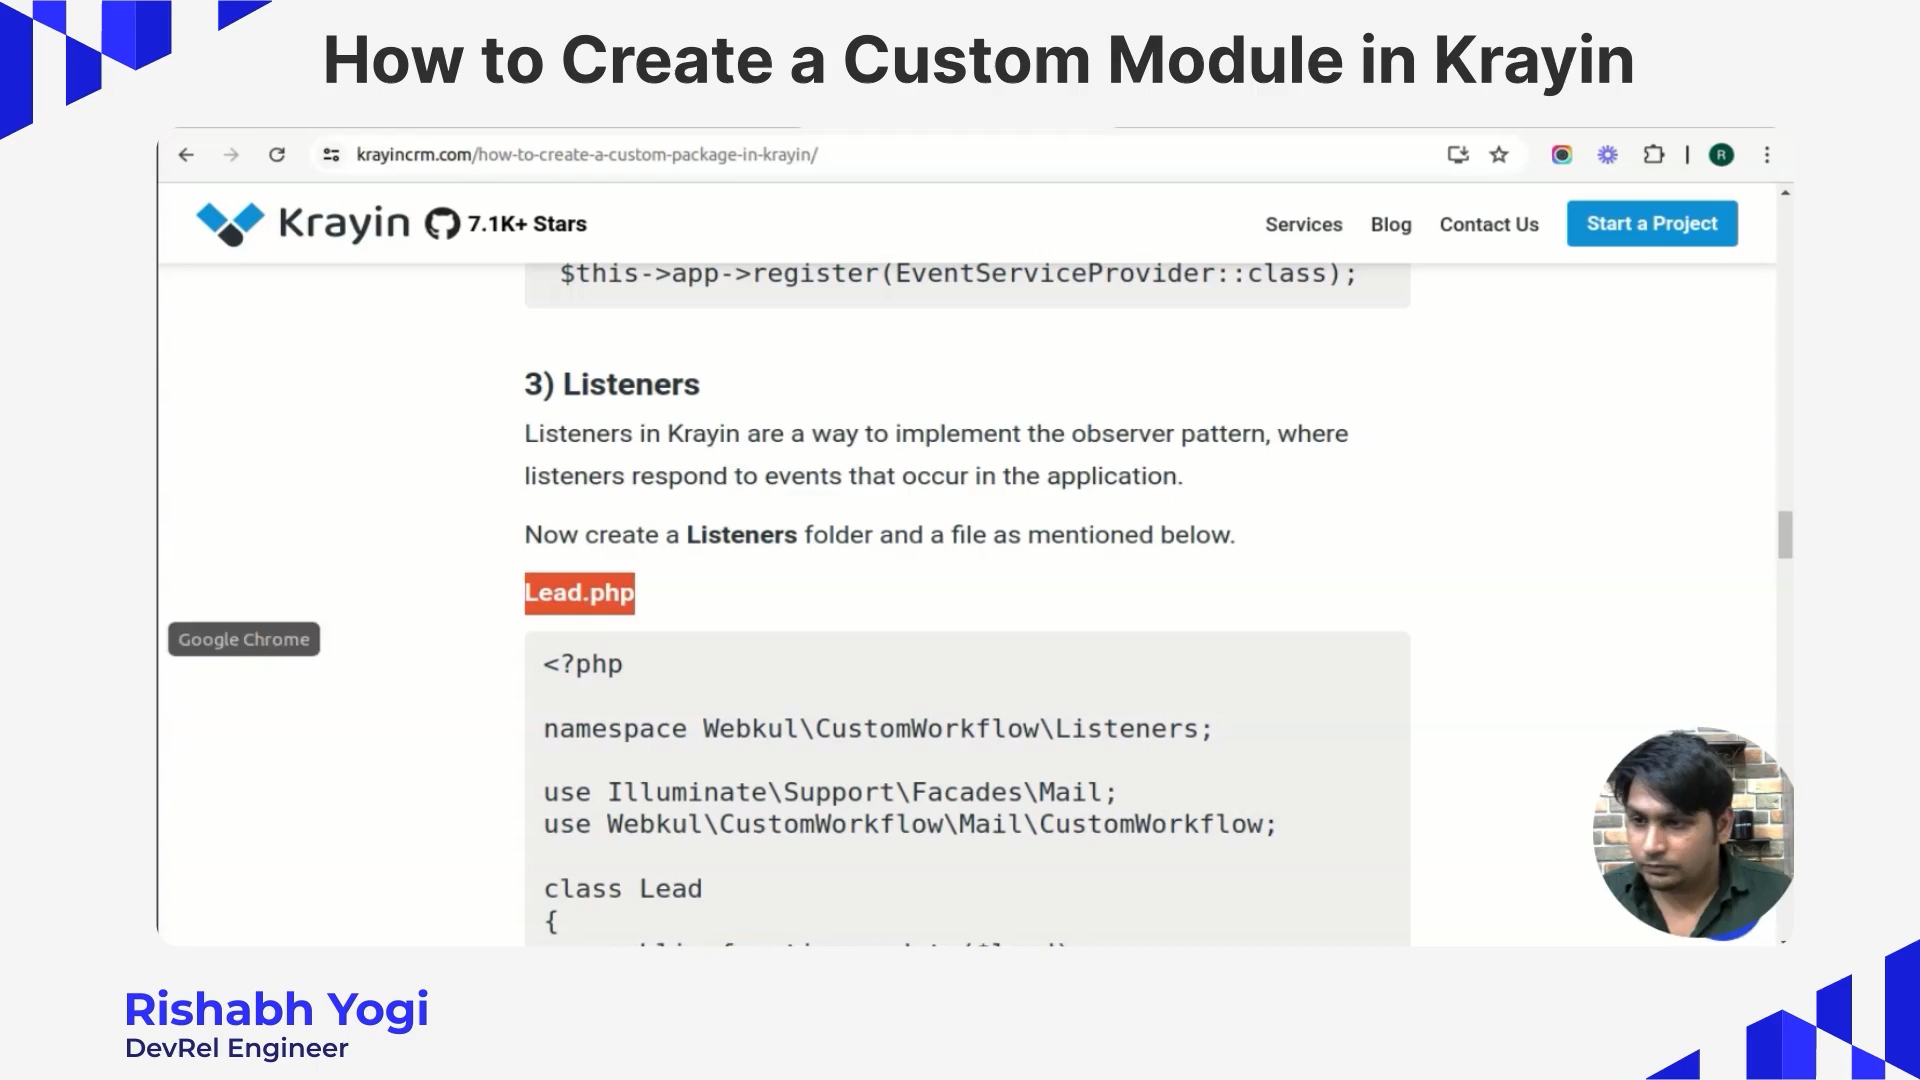 How to Create a Custom Module in Krayin
krayincrm.com/how-to-create-a-custom-package-in-krayin/
R
Krayin 7.1K+ Stars
Services Blog Contact Us Start a Project
$this->app->register(EventServiceProvider::class);
3) Listeners
Listeners in Krayin are a way to implement the observer pattern, where
listeners respond to events that occur in the application.
Now create a Listeners folder and a file as mentioned below.
Lead.php
Google Chrome
<?php
namespace Webkul\CustomWorkflow\Listeners;
use Illuminate\Support\Facades\Mail;
use Webkul\CustomWorkflow\Mail\CustomWorkflow;
class Lead
{
Rishabh Yogi
DevRel Engineer